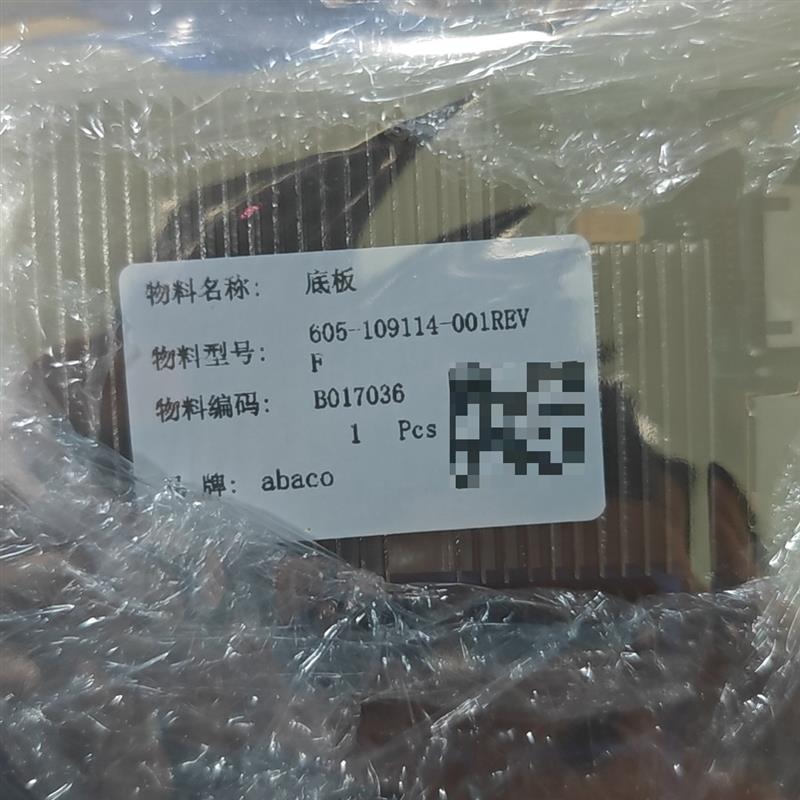 物料名称： 底板
物料型号： 605-109114-001REV
F
物料编码： B017036
1 Pcs
牌： abaco